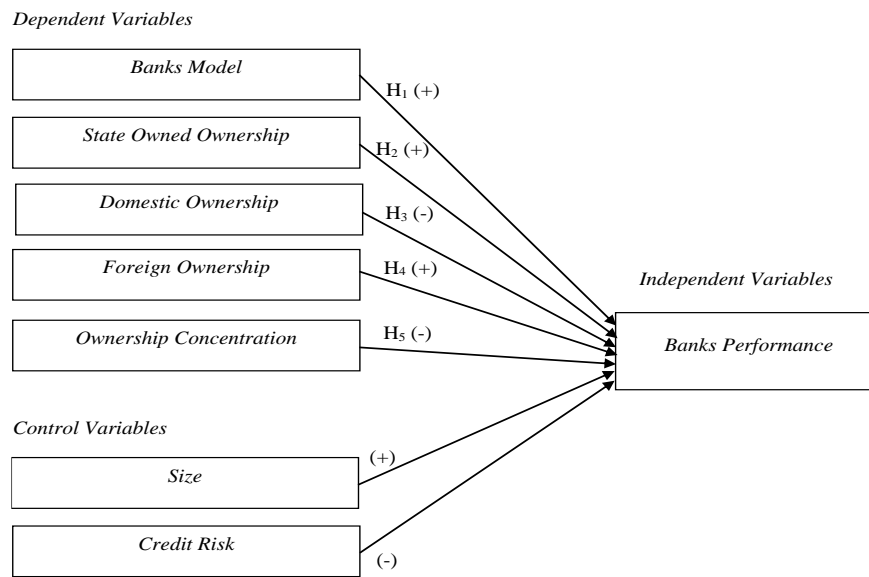 Dependent Variables
Banks Model
H₁ (+)
State Owned Ownership
H₂ (+)
Domestic Ownership
H₃ (-)
Foreign Ownership
H₄ (+)
Independent Variables
Ownership Concentration
H₅ (-)
Banks Performance
Control Variables
(+)
Size
Credit Risk
(-)